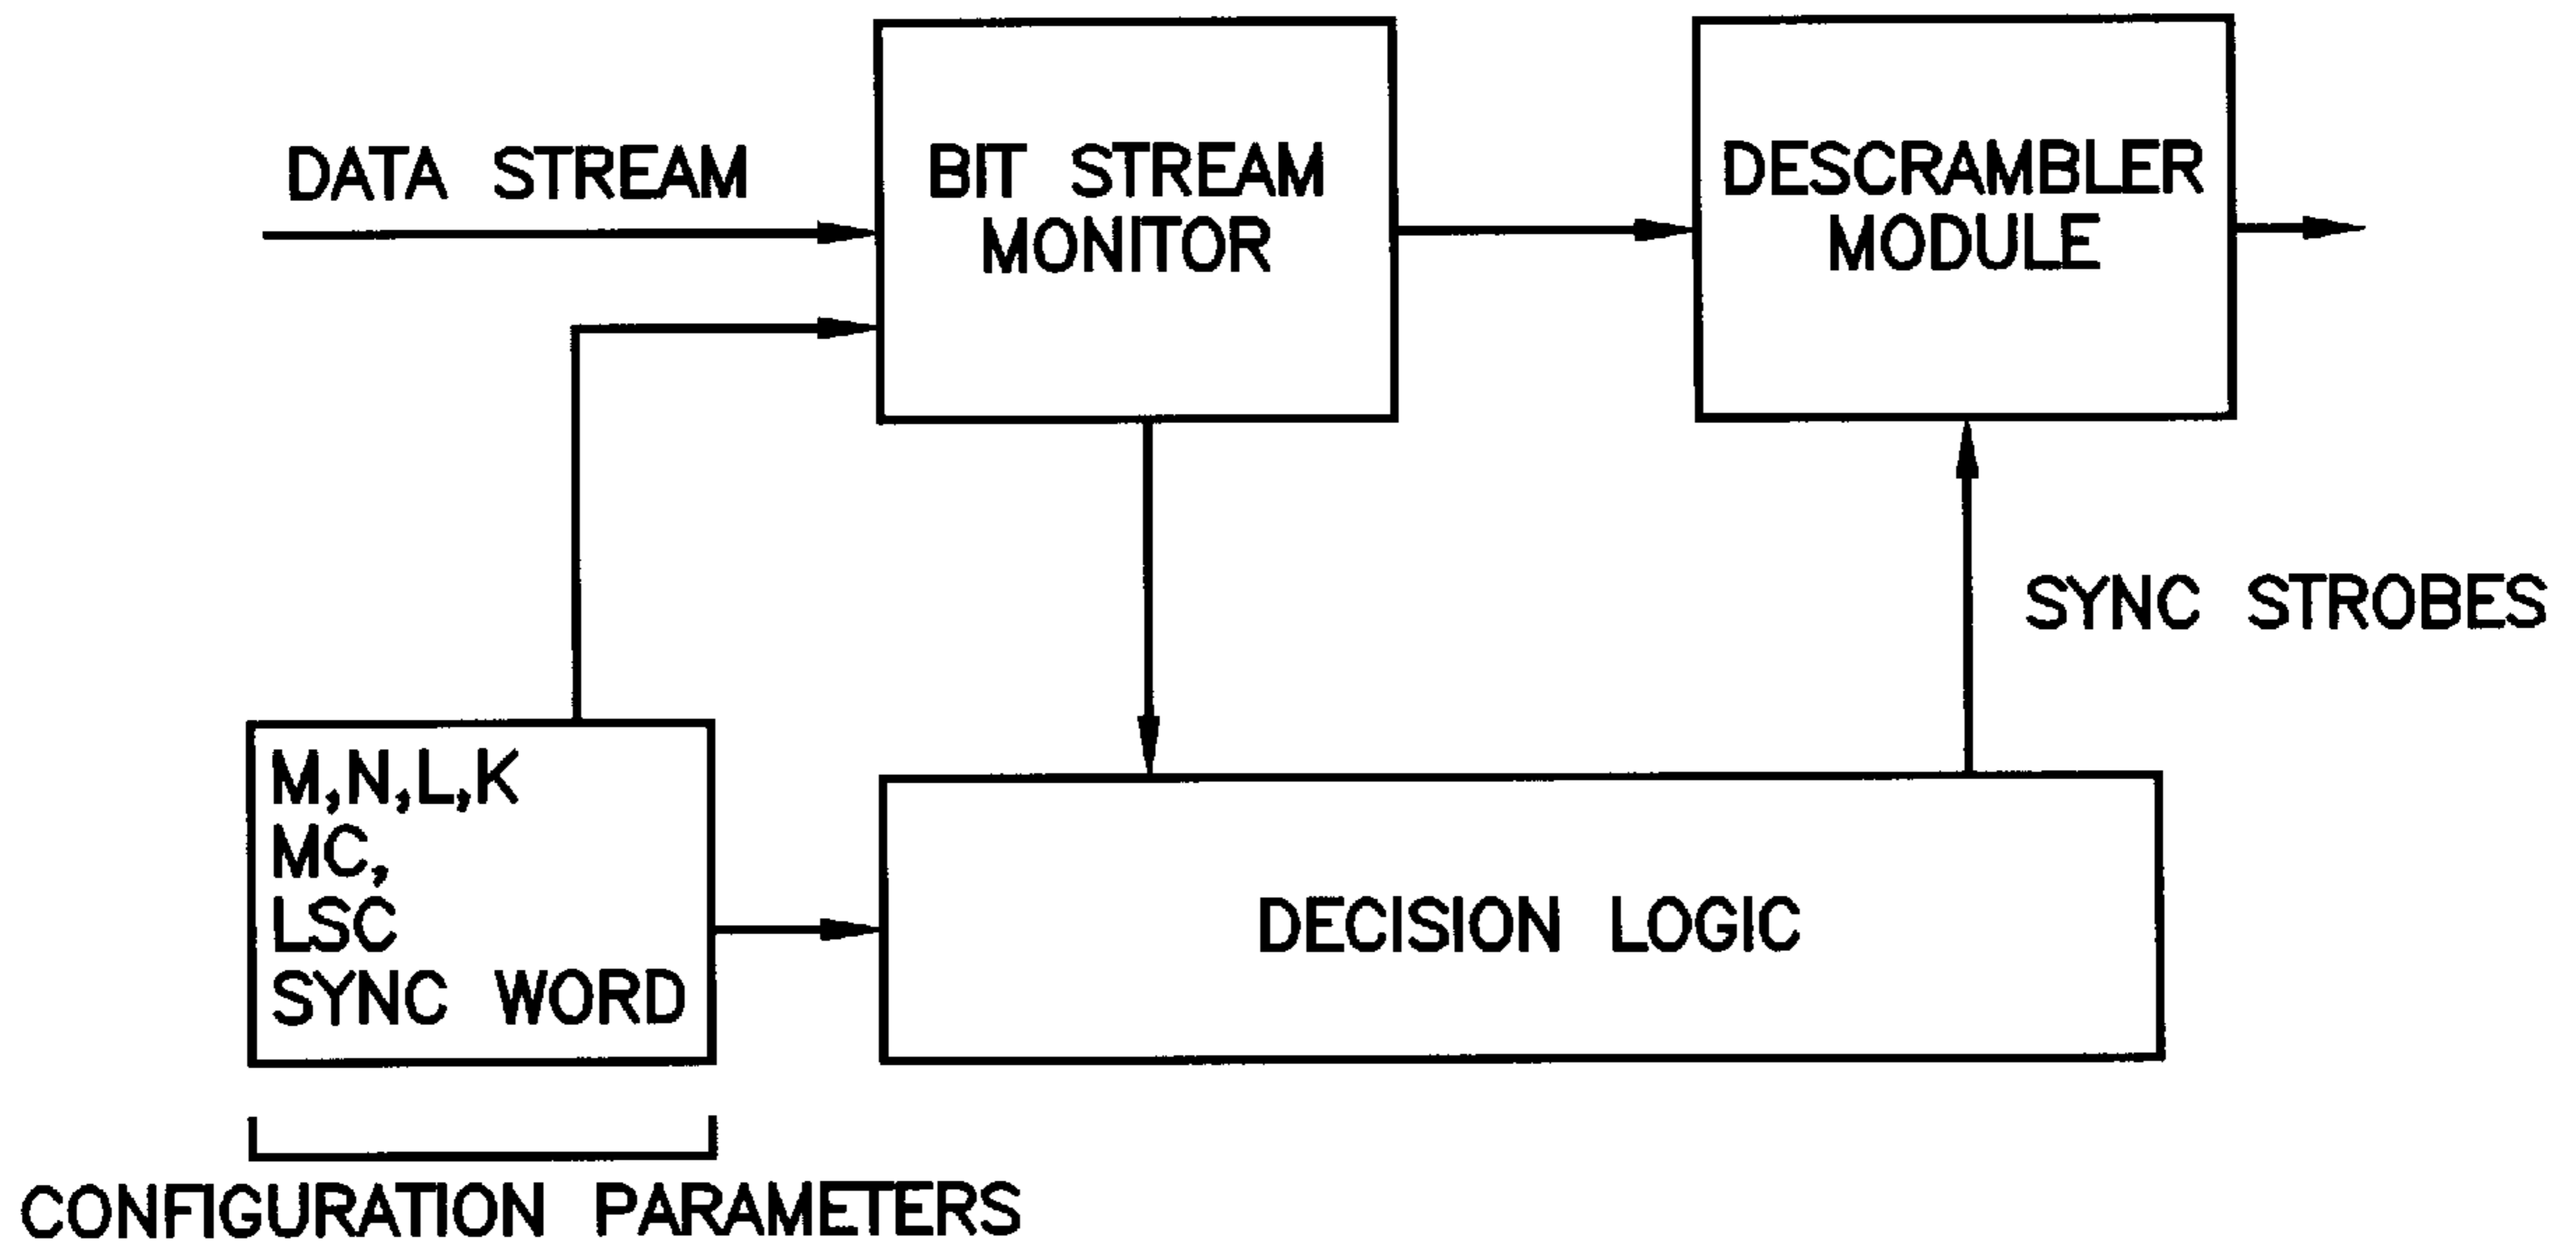 DATA STREAM
BIT STREAM
MONITOR
DESCRAMBLER
MODULE
SYNC STROBES
M,N,L,K
MC,
LSC
SYNC WORD
DECISION LOGIC
CONFIGURATION PARAMETERS